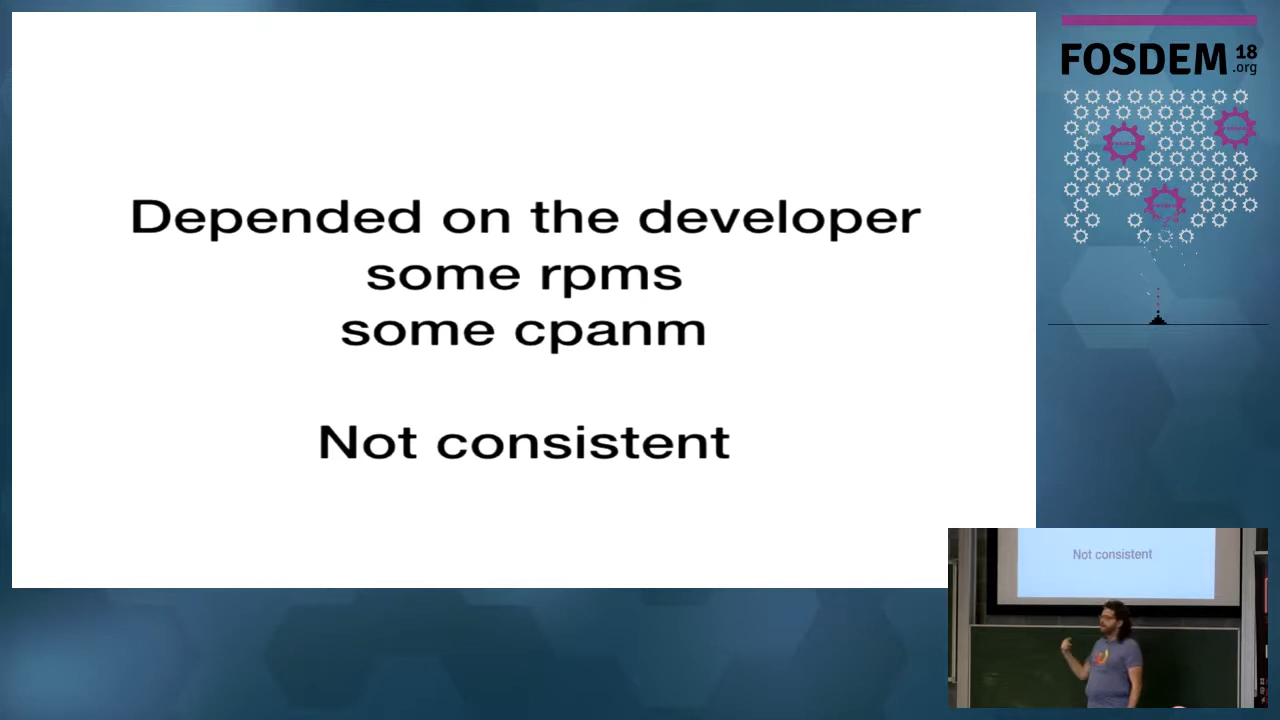 Depended on the developer
some rpms
some cpanm
Not consistent
FOSDEM 18
.org
Not consistent